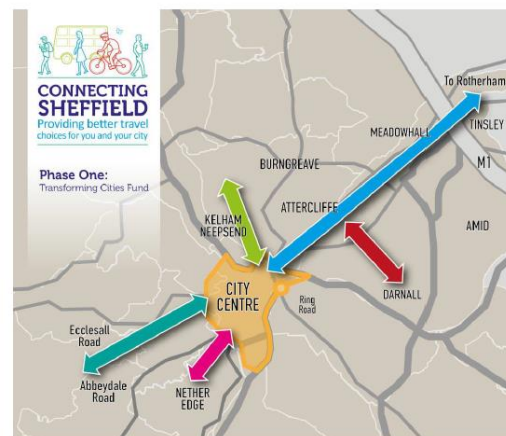 CONNECTING
SHEFFIELD
Providing better travel
choices for you and your city
Phase One:
Transforming Cities Fund
To Rotherham
MEADOWHALL
TINSLEY
M1
BURNGREAVE
ATTERCLIFFE
KELHAM
NEEPSEND
AMID
CITY
CENTRE
DARNALL
Ring
Road
Ecclesall
Road
Abbeydale
Road
NETHER
EDGE